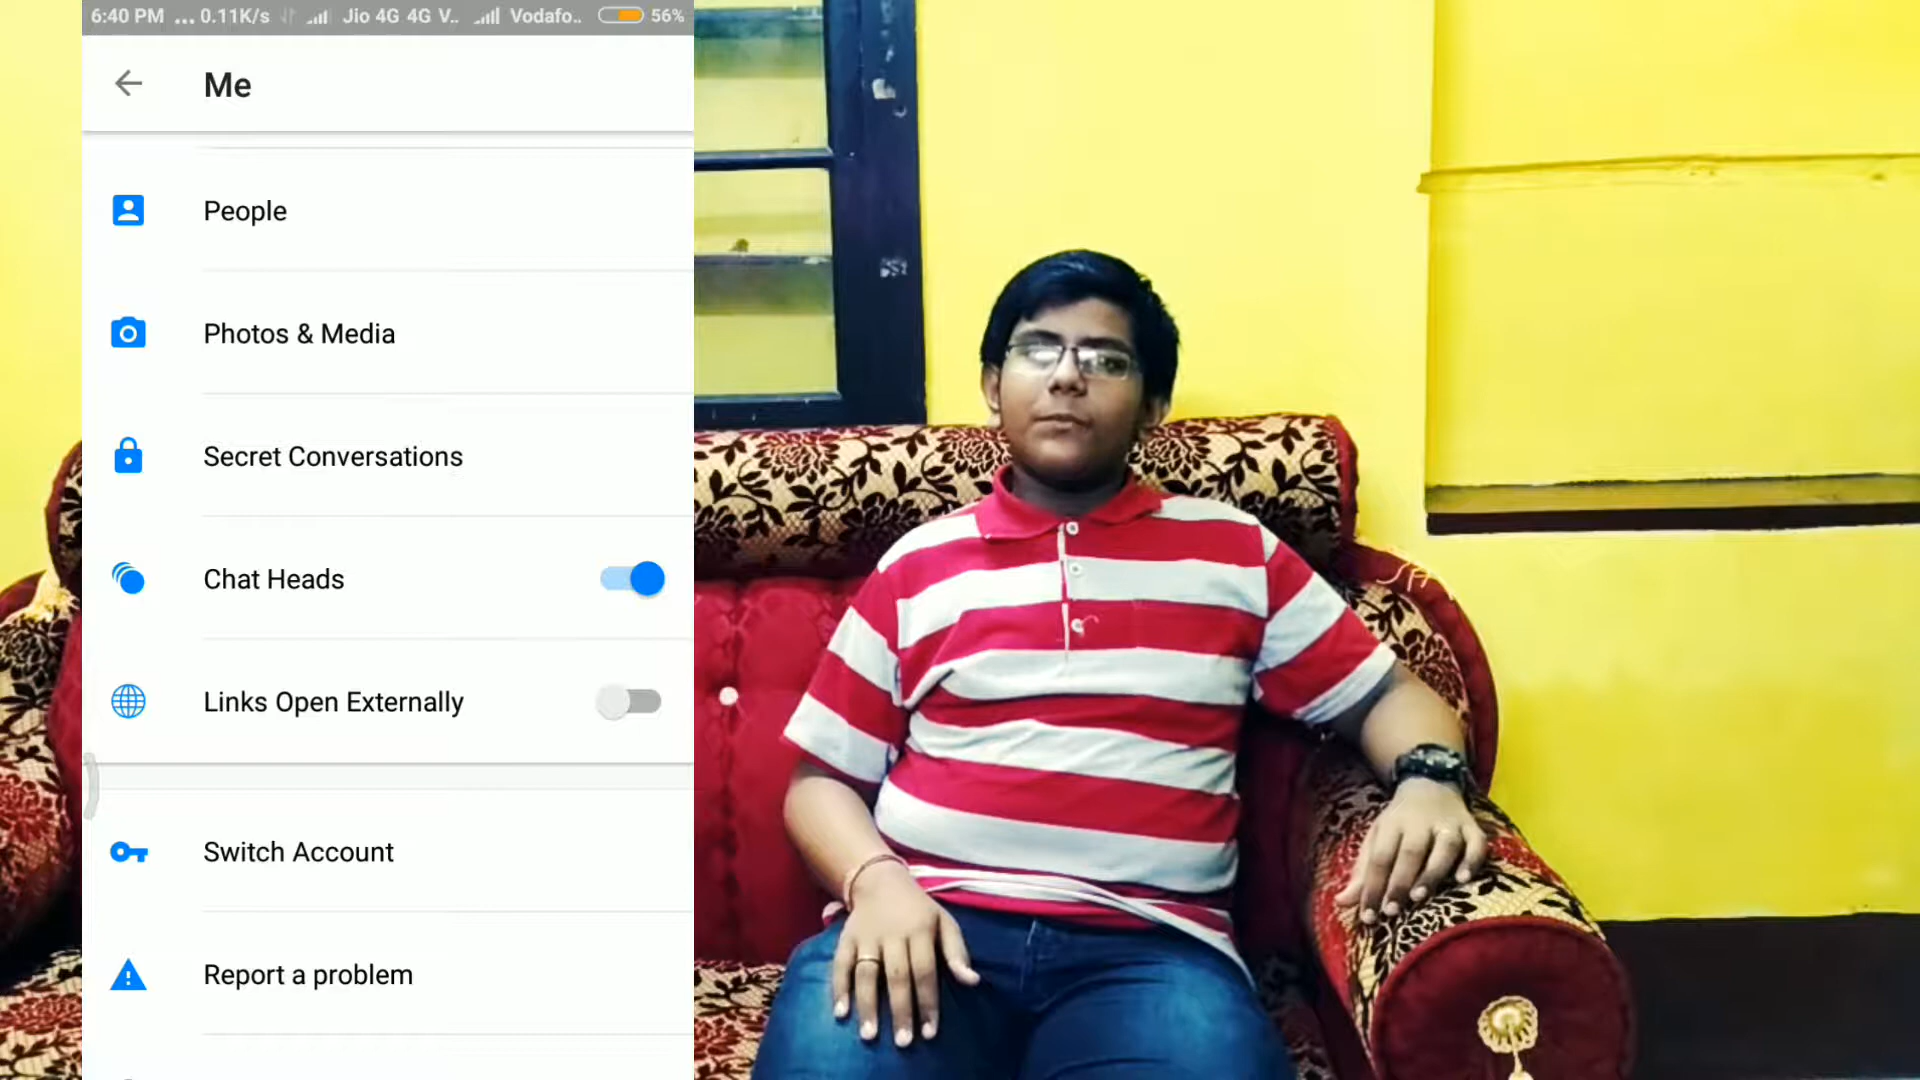 6:40 PM ... 0.11K/s Jio 4G 4G V.. Vodafo.. 56%
Me
People
Photos & Media
Secret Conversations
Chat Heads
Links Open Externally
Switch Account
Report a problem